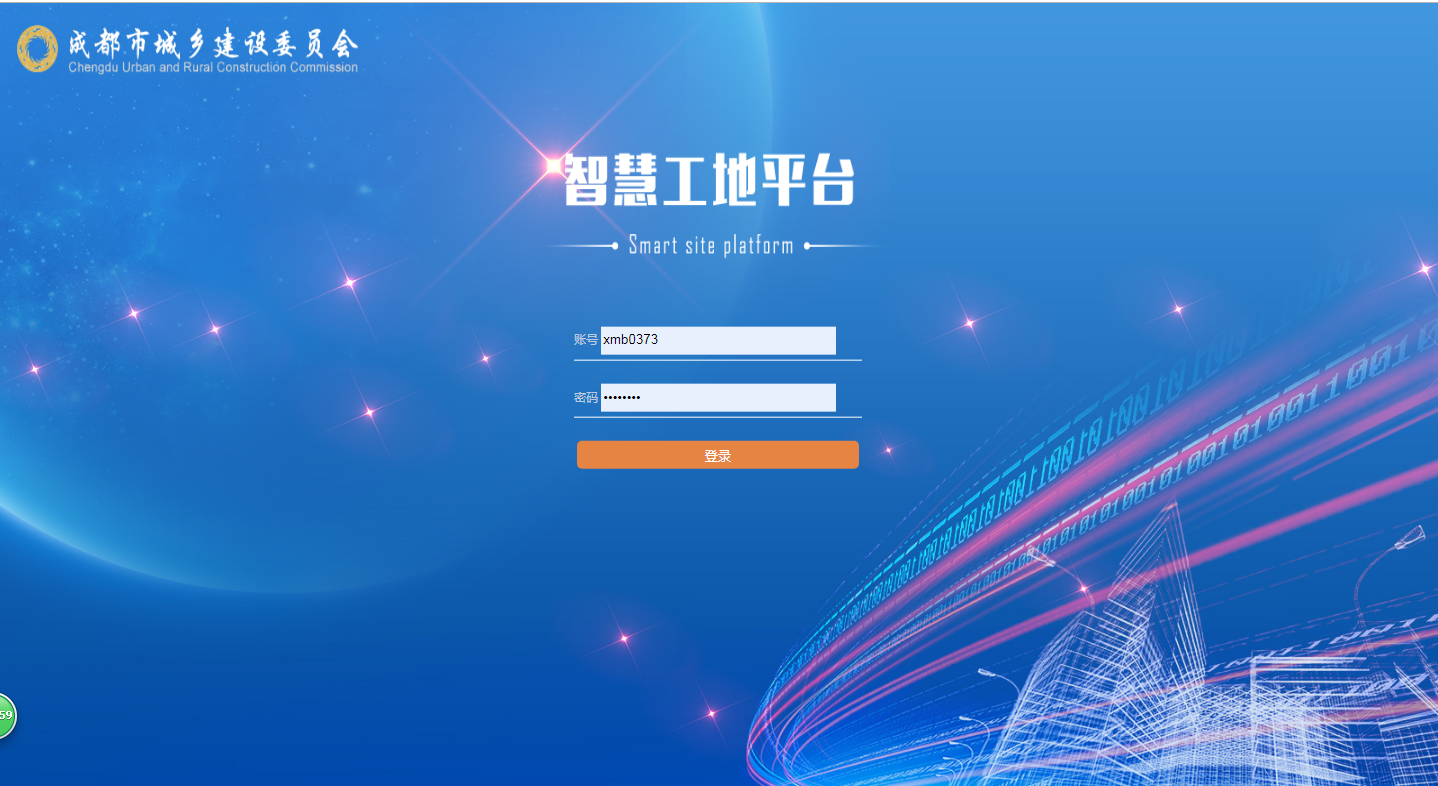 成都市城乡建设委员会
Chengdu Urban and Rural Construction Commission
智慧工地平台
Smart site platform
账号 xmb0373
密码 ••••••••
登录
59